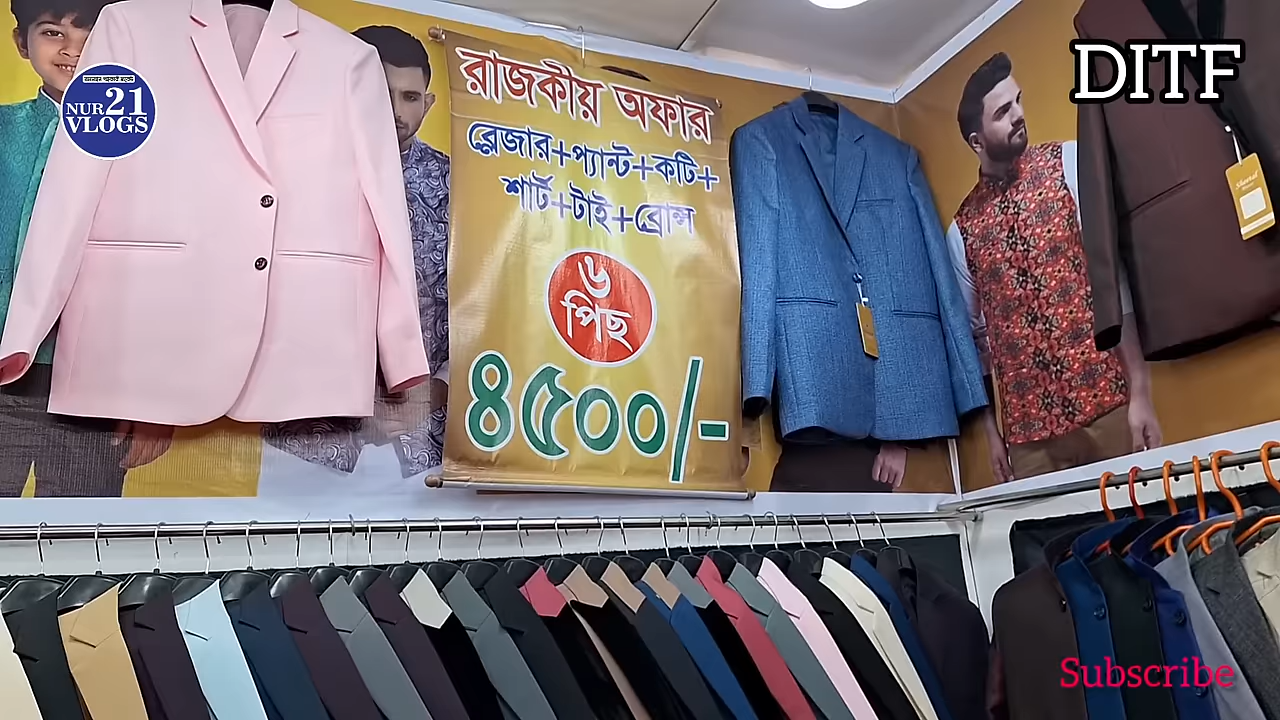 NUR 21
VLOGS
DITF
রাজকীয় অফার
ব্লেজার+প্যান্ট+কটি+
শার্ট+টাই+ব্রোন্স
৬
পিছ
৪৫০০/-
Subscribe